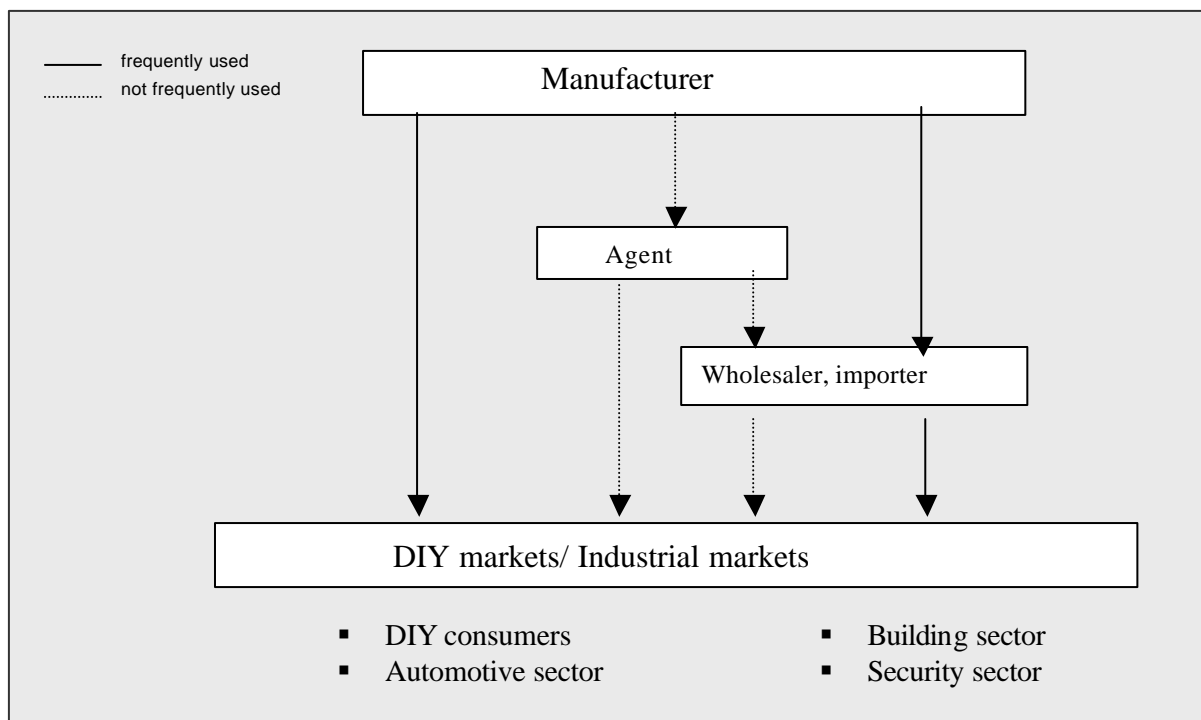 frequently used
not frequently used
Manufacturer
Agent
Wholesaler, importer
DIY markets/ Industrial markets
▪ DIY consumers
▪ Automotive sector
▪ Building sector
▪ Security sector